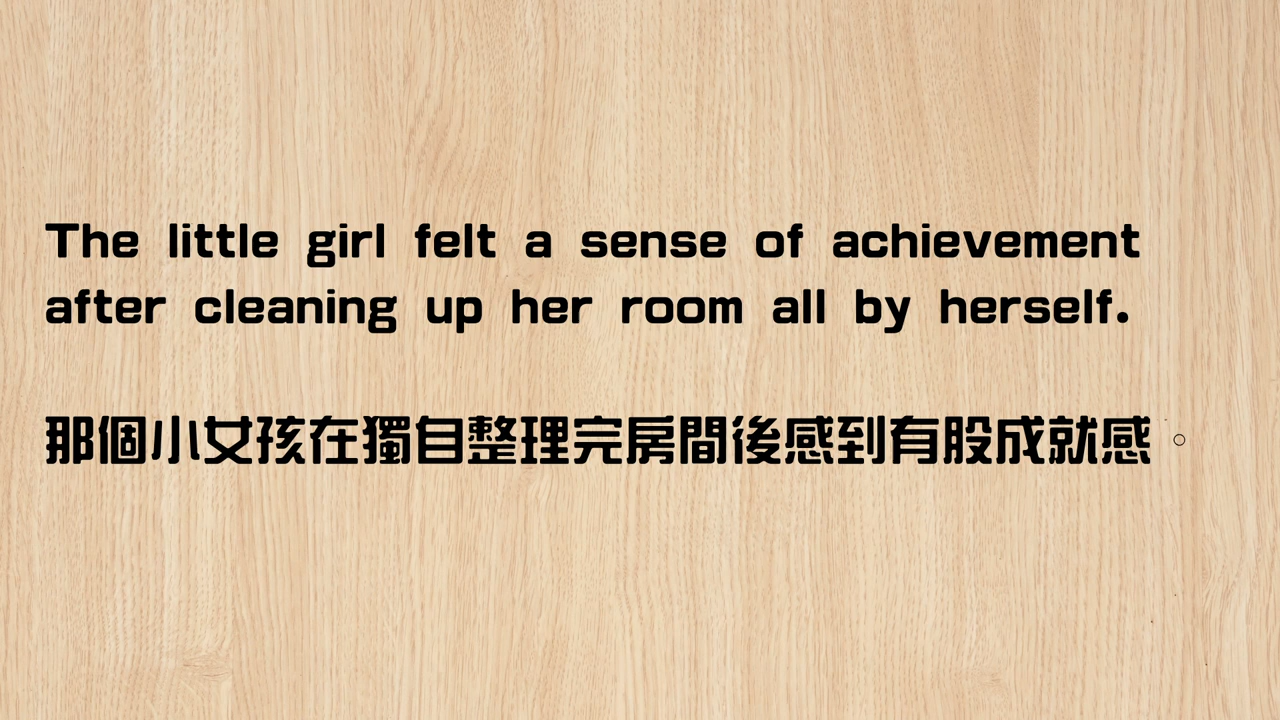 The little girl felt a sense of achievement
after cleaning up her room all by herself.
那個小女孩在獨自整理完房間後感到有股成就感。